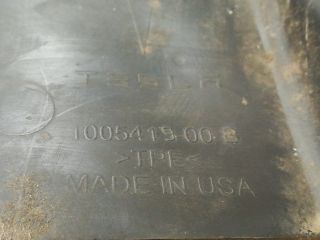 TESLA
1005419-00-B
>TPE<
MADE IN USA